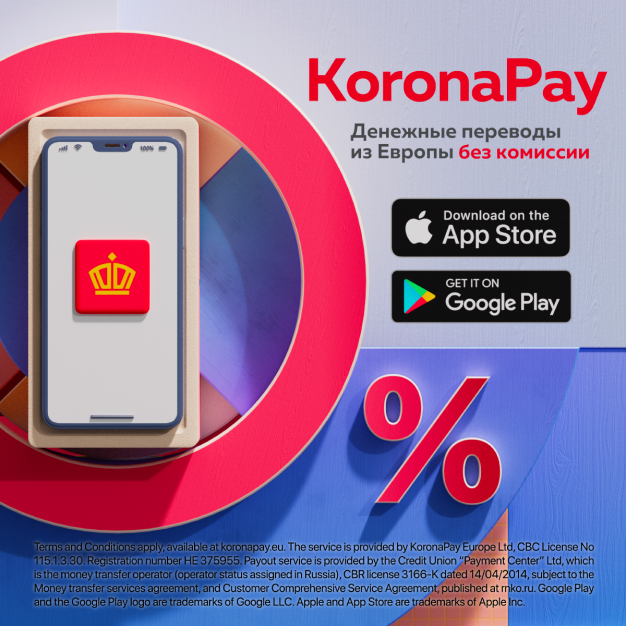 KoronaPay
Денежные переводы
из Европы без комиссии
100%
Download on the
App Store
GET IT ON
Google Play
%
Terms and Conditions apply, available at koronapay.eu. The service is provided by KoronaPay Europe Ltd, CBC License No
115.1.3.30. Registration number HE 375955. Payout service is provided by the Credit Union "Payment Center" Ltd, which
is the money transfer operator (operator status assigned in Russia), CBR license 3166-K dated 14/04/2014, subject to the
Money transfer services agreement, and Customer Comprehensive Service Agreement, published at rnko.ru. Google Play
and the Google Play logo are trademarks of Google LLC. Apple and App Store are trademarks of Apple Inc.